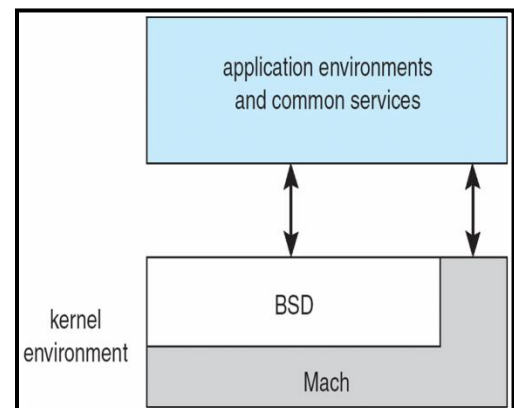 application environments
and common services
BSD
kernel
environment
Mach